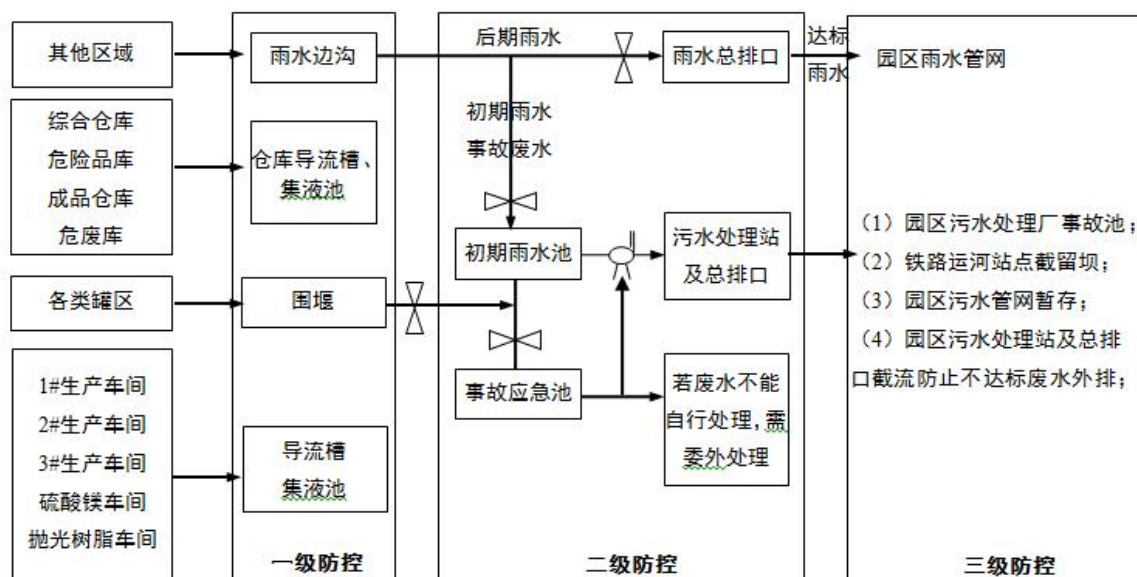 其他区域
综合仓库
危险品库
成品仓库
危废库
各类罐区
1#生产车间
2#生产车间
3#生产车间
硫酸镁车间
抛光树脂车间
雨水边沟
仓库导流槽、
集液池
围堰
导流槽
集液池
一级防控
后期雨水
初期雨水
事故废水
雨水总排口
初期雨水池
污水处理站
及总排口
事故应急池
若废水不能
自行处理,需
委外处理
二级防控
达标
雨水
园区雨水管网
（1）园区污水处理厂事故池；
（2）铁路运河站点截留坝；
（3）园区污水管网暂存；
（4）园区污水处理站及总排
口截流防止不达标废水外排；
三级防控